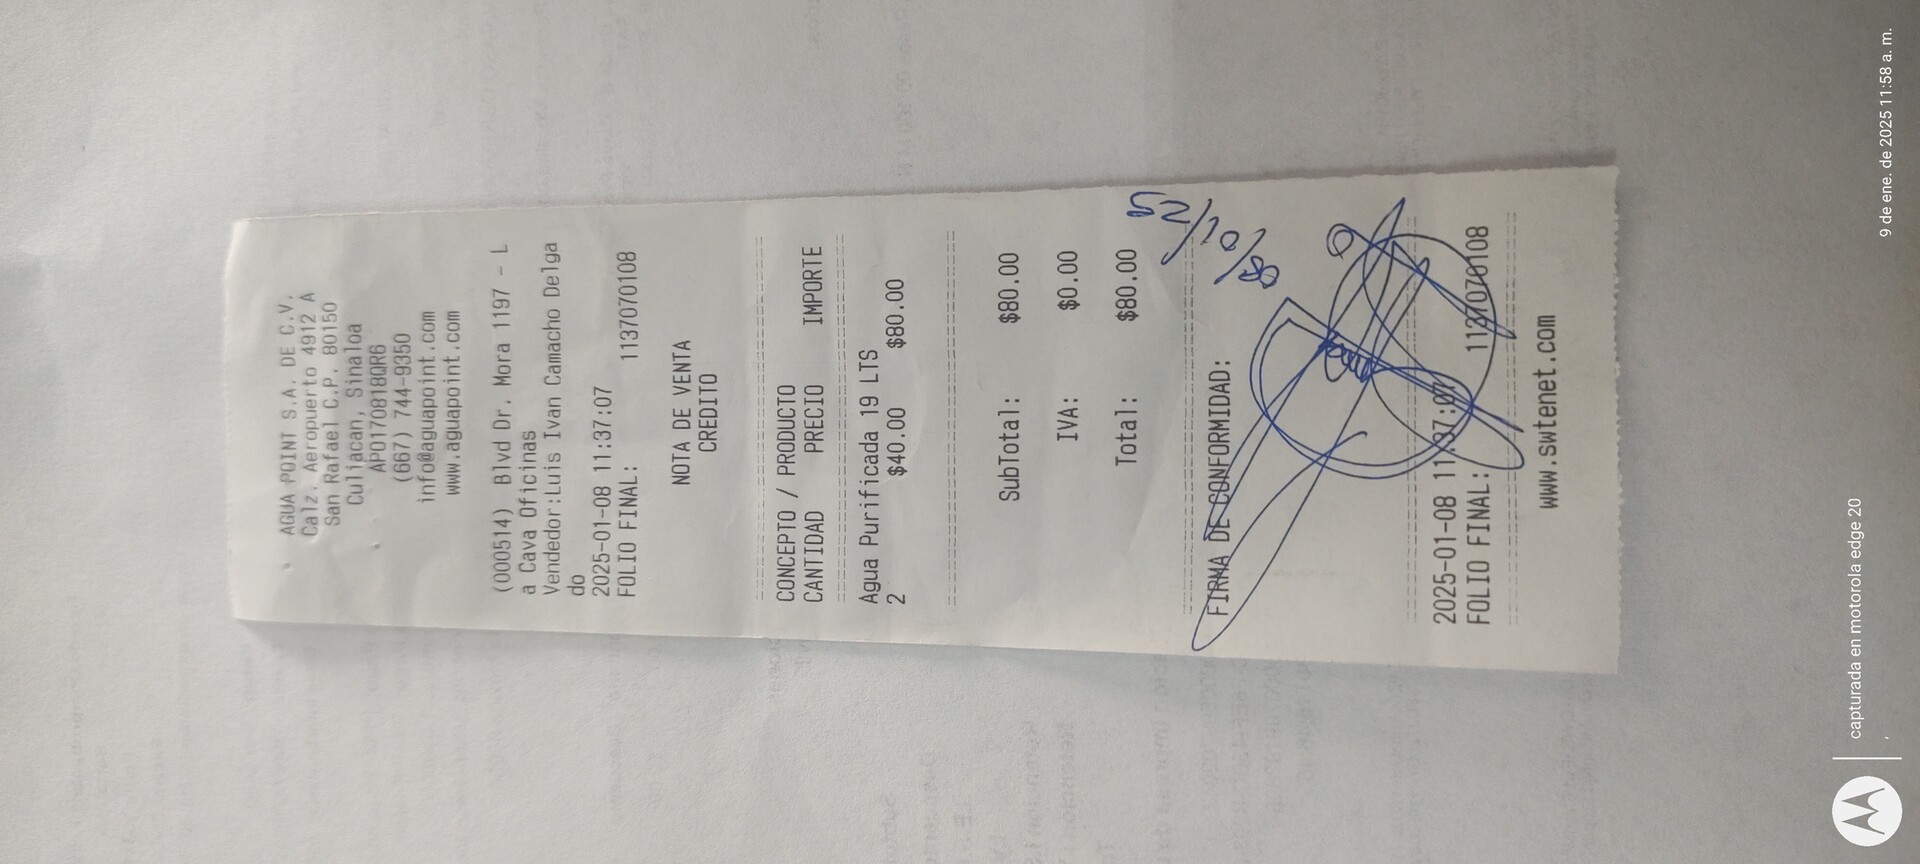 AGUA POINT S.A. DE C.V.
Calz. Aeropuerto 4912 A
San Rafael C.P. 80150
Culiacan, Sinaloa
APO170818QR6
(667) 744-9350
info@aguapoint.com
www.aguapoint.com
(000514) Blvd Dr. Mora 1197 - L
a Cava Oficinas
Vendedor:Luis Ivan Camacho Delga
do
2025-01-08 11:37:07
FOLIO FINAL: 1137070108
NOTA DE VENTA
CREDITO
CONCEPTO / PRODUCTO
CANTIDAD PRECIO IMPORTE
Agua Purificada 19 LTS
2 $40.00 $80.00
SubTotal: $80.00
IVA: $0.00
Total: $80.00
08/01/25
FIRMA DE CONFORMIDAD:
2025-01-08 11:37:07
FOLIO FINAL: 1137070108
www.swtenet.com
capturada en motorola edge 20
9 de ene. de 2025 11:58 a. m.